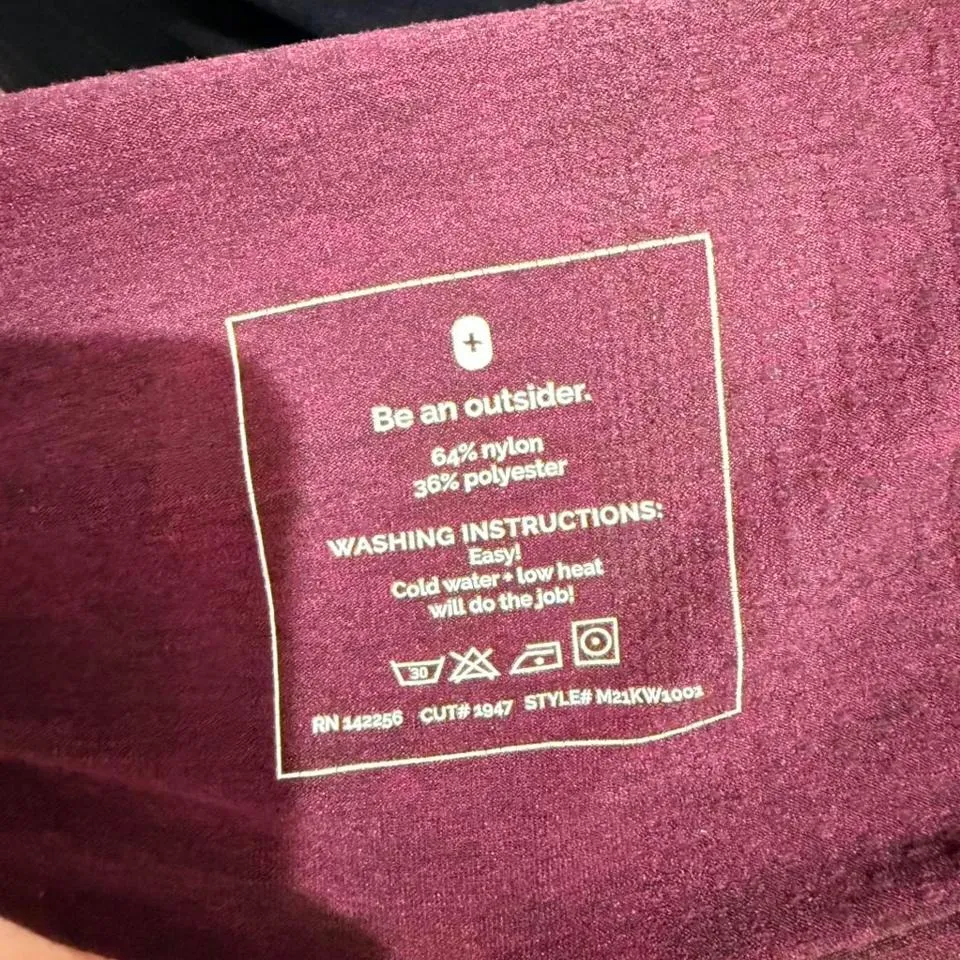 +
Be an outsider.
64% nylon
36% polyester
WASHING INSTRUCTIONS:
Easy!
Cold water + low heat
will do the job!
30
RN 142256 CUT# 1947 STYLE# M21KW1001